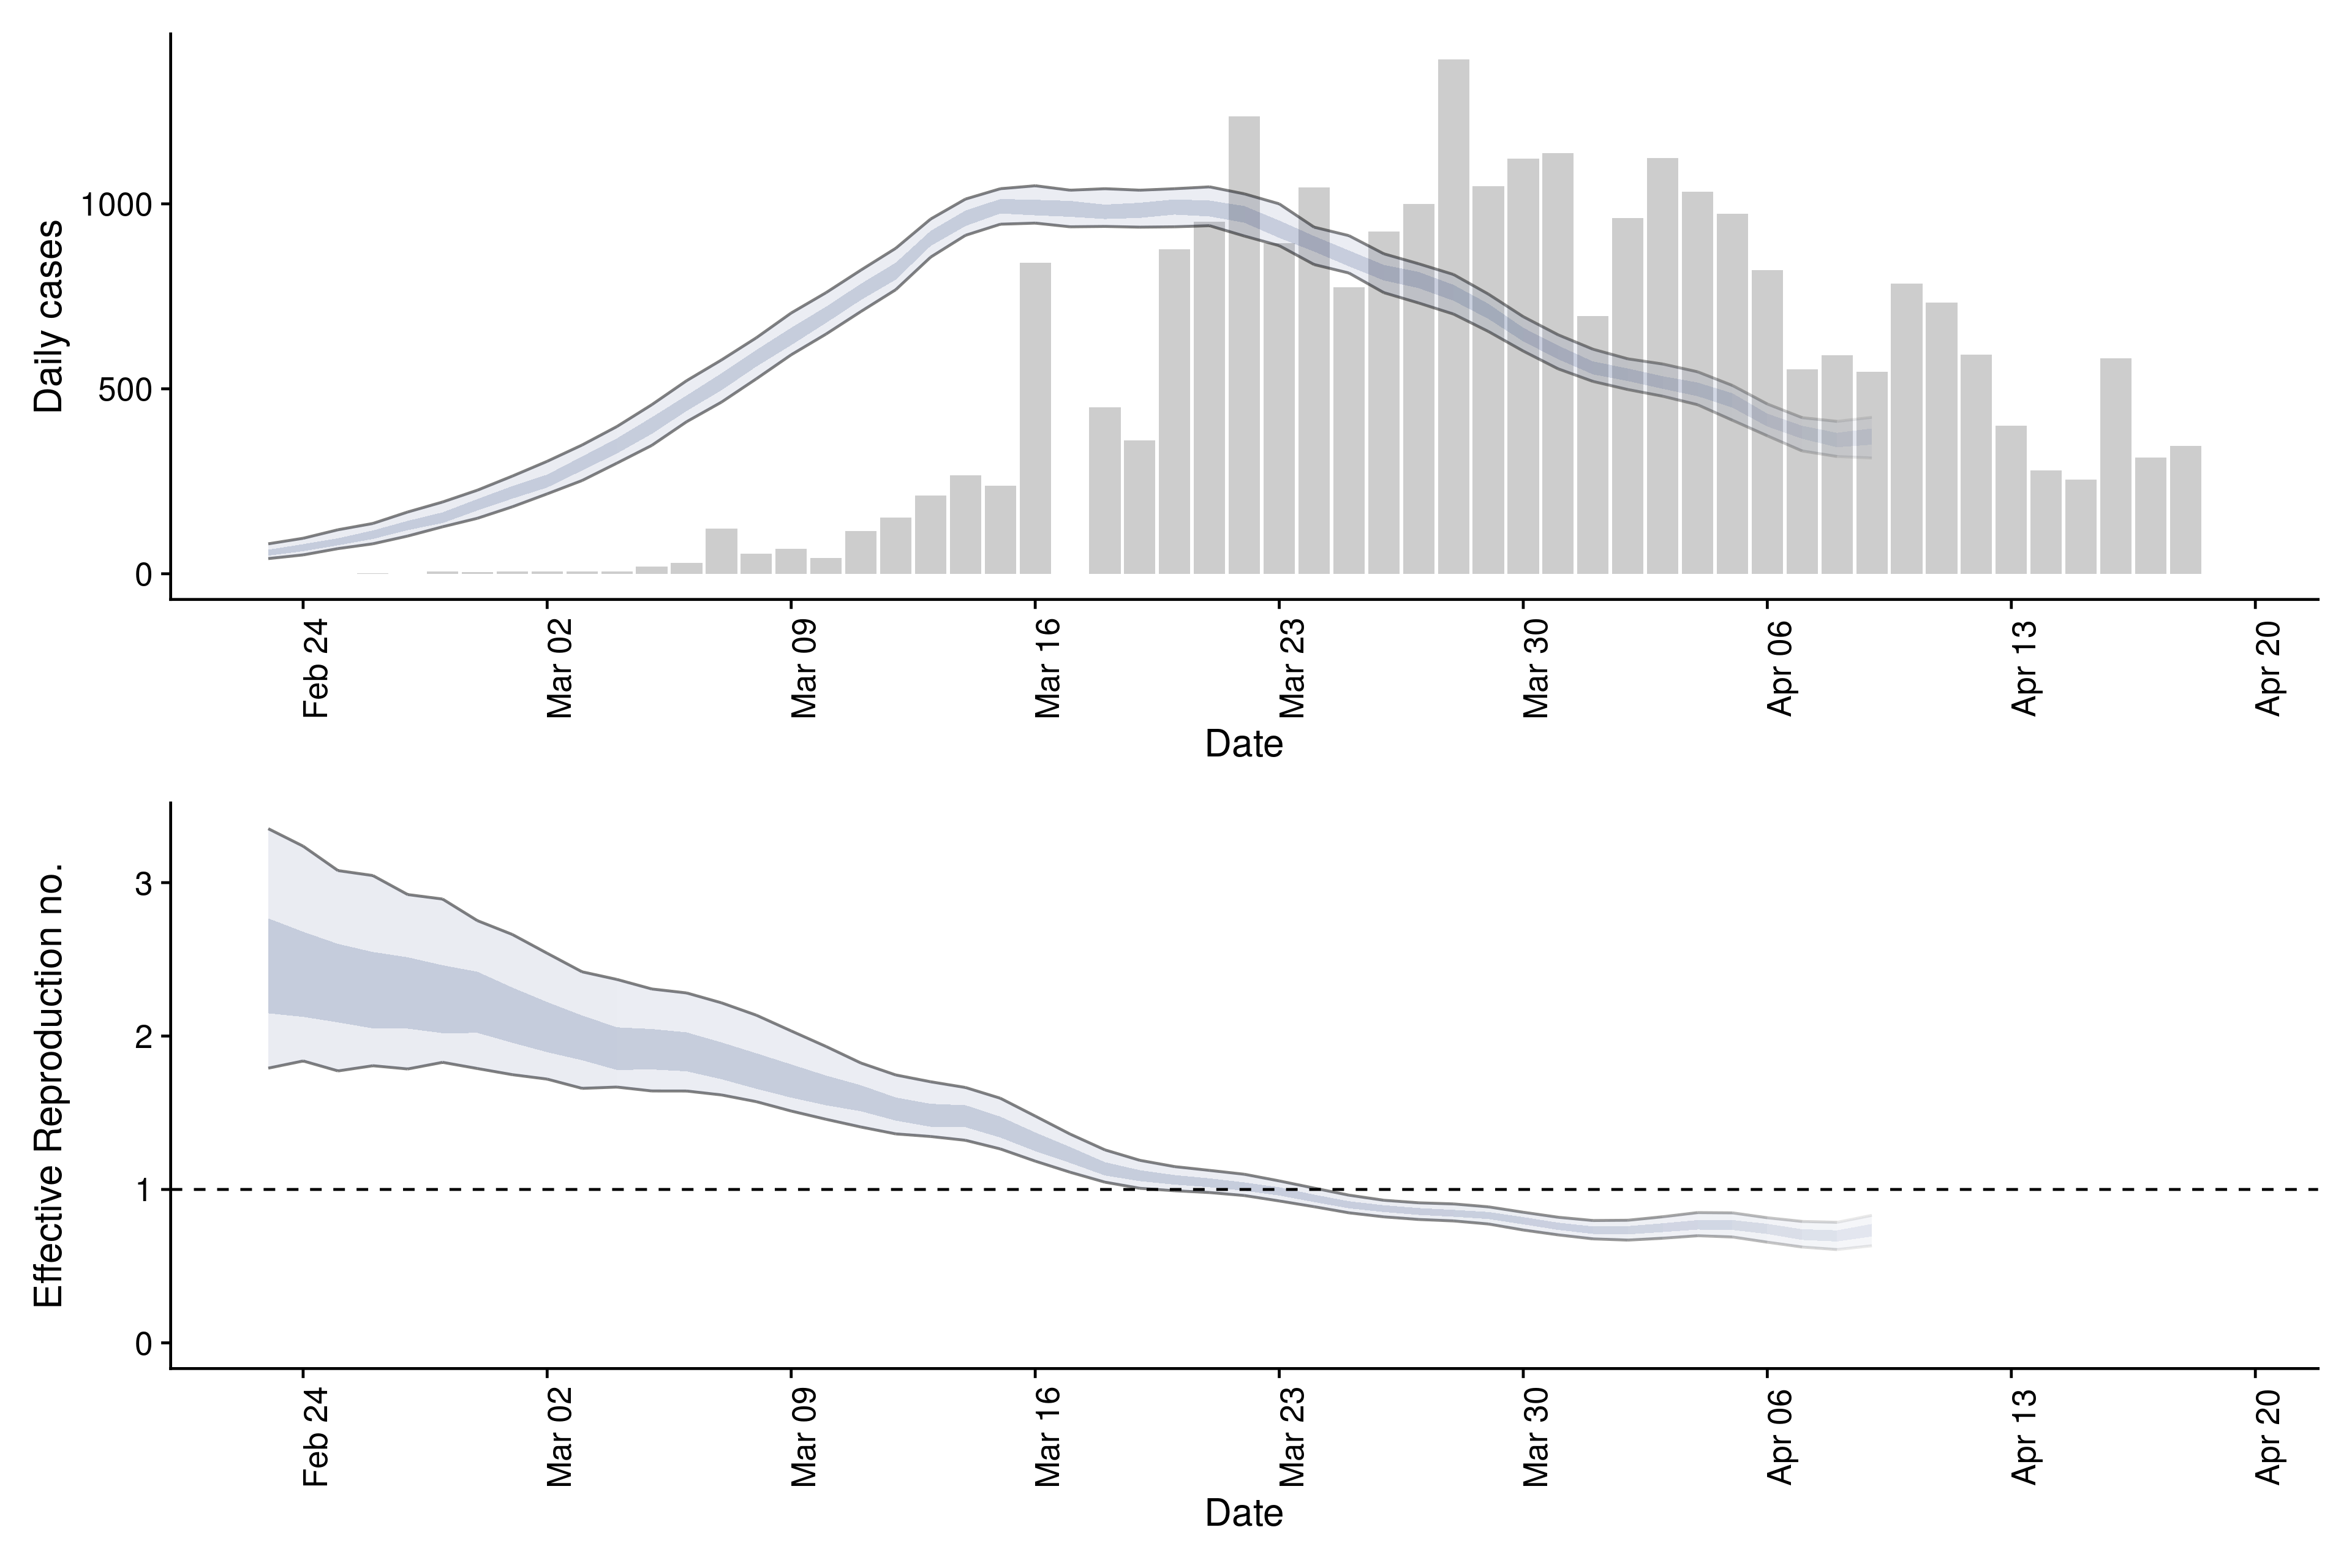 Daily cases
1000
500
0
Feb 24
Mar 02
Mar 09
Mar 16
Mar 23
Mar 30
Apr 06
Apr 13
Apr 20
Date
Effective Reproduction no.
3
2
1
0
Feb 24
Mar 02
Mar 09
Mar 16
Mar 23
Mar 30
Apr 06
Apr 13
Apr 20
Date